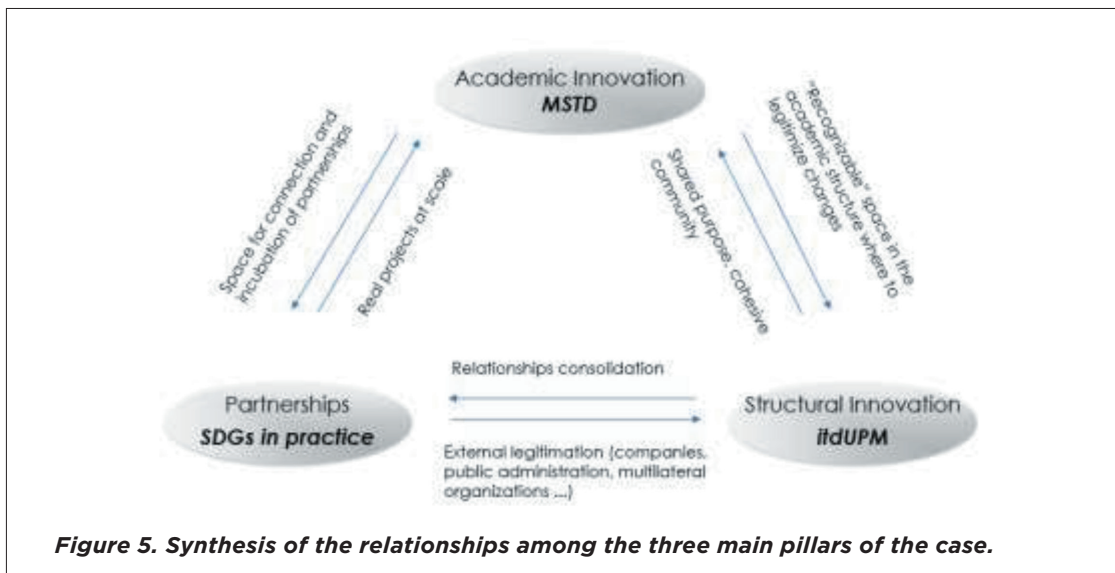 Academic Innovation
MSTD
Space for connection and
incubation of partnerships
Real projects at scale
Shared purpose, cohesive
community
"Recognizable" space in the
academic structure where to
legitimize changes
Relationships consolidation
Partnerships
SDGs in practice
Structural Innovation
itdUPM
External legitimation (companies,
public administration, multilateral
organizations ...)
Figure 5. Synthesis of the relationships among the three main pillars of the case.